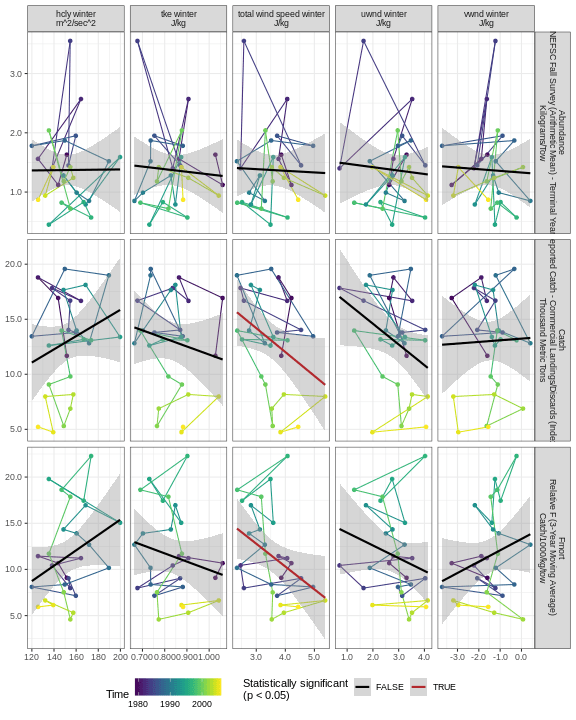 hcly winter
m^2/sec^2
tke winter
J/kg
total wind speed winter
J/kg
uwnd winter
J/kg
vwnd winter
J/kg
3.0
2.0
1.0
Abundance
NEFSC Fall Survey (Arithmetic Mean) - Terminal Year
Kilograms/Tow
20.0
15.0
10.0
5.0
Catch
eported Catch - Commercial Landings/Discards (Inde
Thousand Metric Tons
20.0
15.0
10.0
5.0
Fmort
Relative F (3-Year Moving Average)
Catch/1000/kg/tow
120 140 160 180 200
0.700 0.800 0.900 1.000
3.0 4.0 5.0
1.0 2.0 3.0 4.0
-3.0 -2.0 -1.0 0.0
Time
1980 1990 2000
Statistically significant
(p < 0.05)
FALSE
TRUE